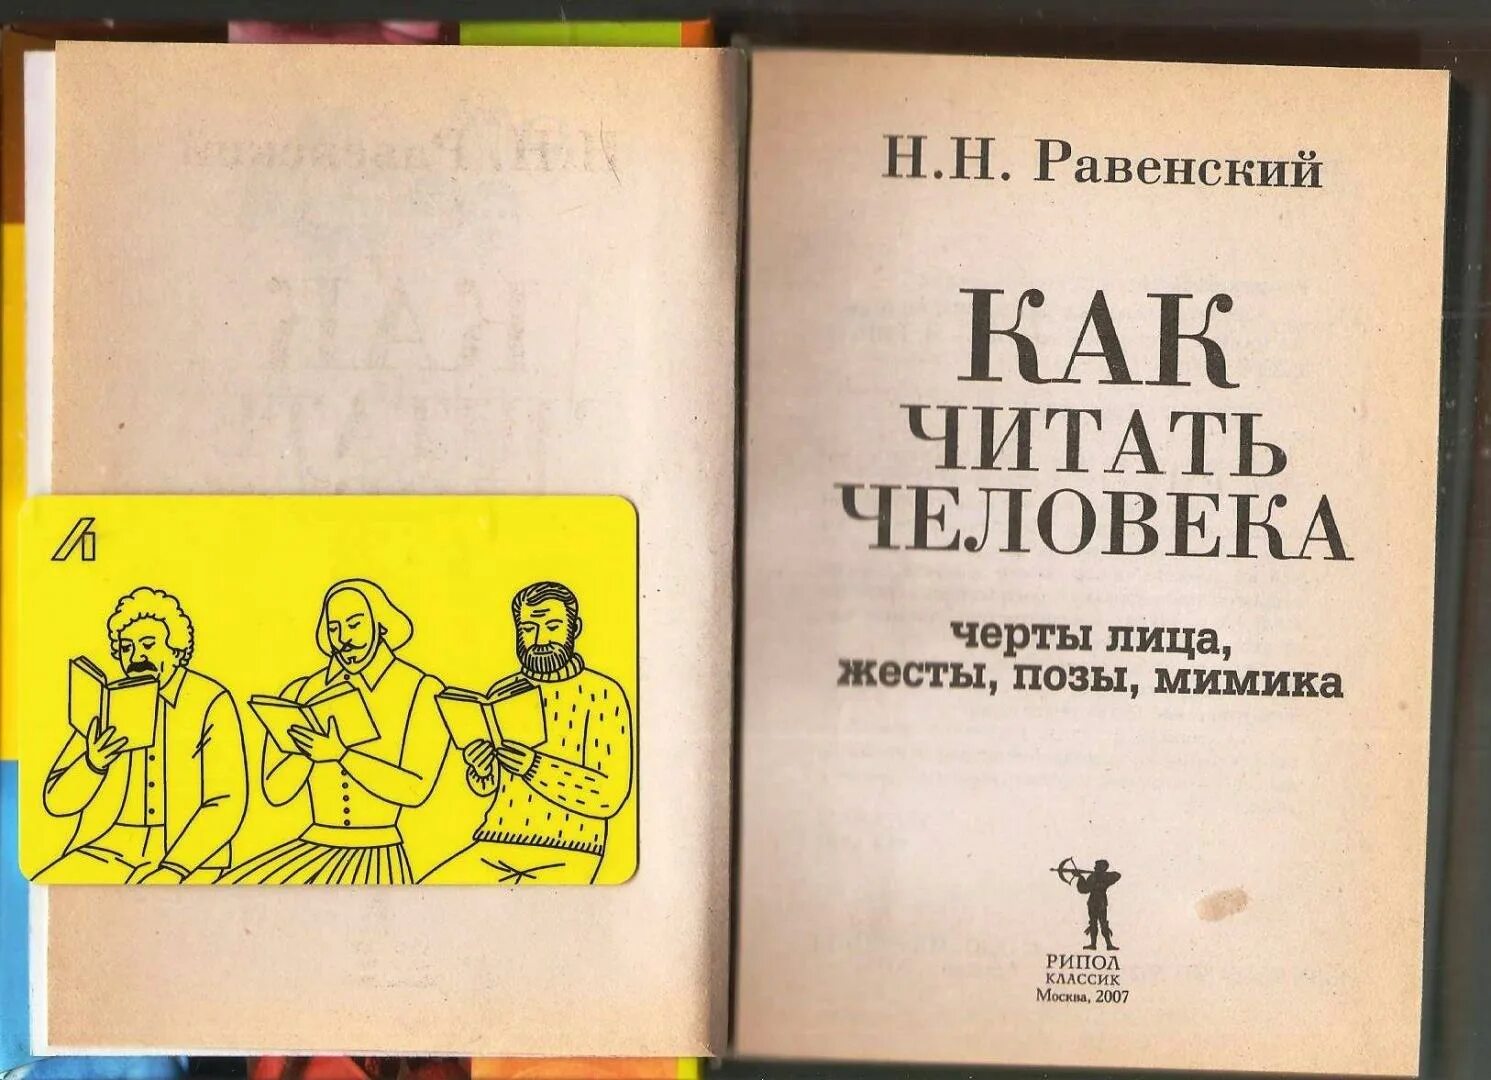 Н.Н. Равенский
КАК
ЧИТАТЬ
ЧЕЛОВЕКА
черты лица,
жесты, позы, мимика
РИПОЛ
КЛАССИК
Москва, 2007